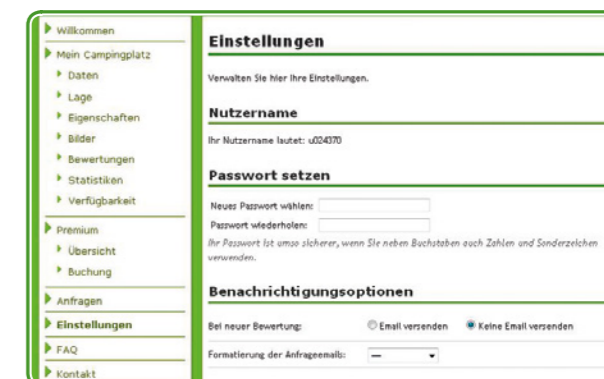 Willkommen
Mein Campingplatz
Daten
Lage
Eigenschaften
Bilder
Bewertungen
Statistiken
Verfügbarkeit
Premium
Übersicht
Buchung
Anfragen
Einstellungen
FAQ
Kontakt
Einstellungen
Verwalten Sie hier Ihre Einstellungen.
Nutzername
Ihr Nutzername lautet: u024370
Passwort setzen
Neues Passwort wählen:
Passwort wiederholen:
Ihr Passwort ist umso sicherer, wenn Sie neben Buchstaben auch Zahlen und Sonderzeichen
verwenden.
Benachrichtigungsoptionen
Bei neuer Bewertung: Email versenden Keine Email versenden
Formatierung der Anfrageemails: —